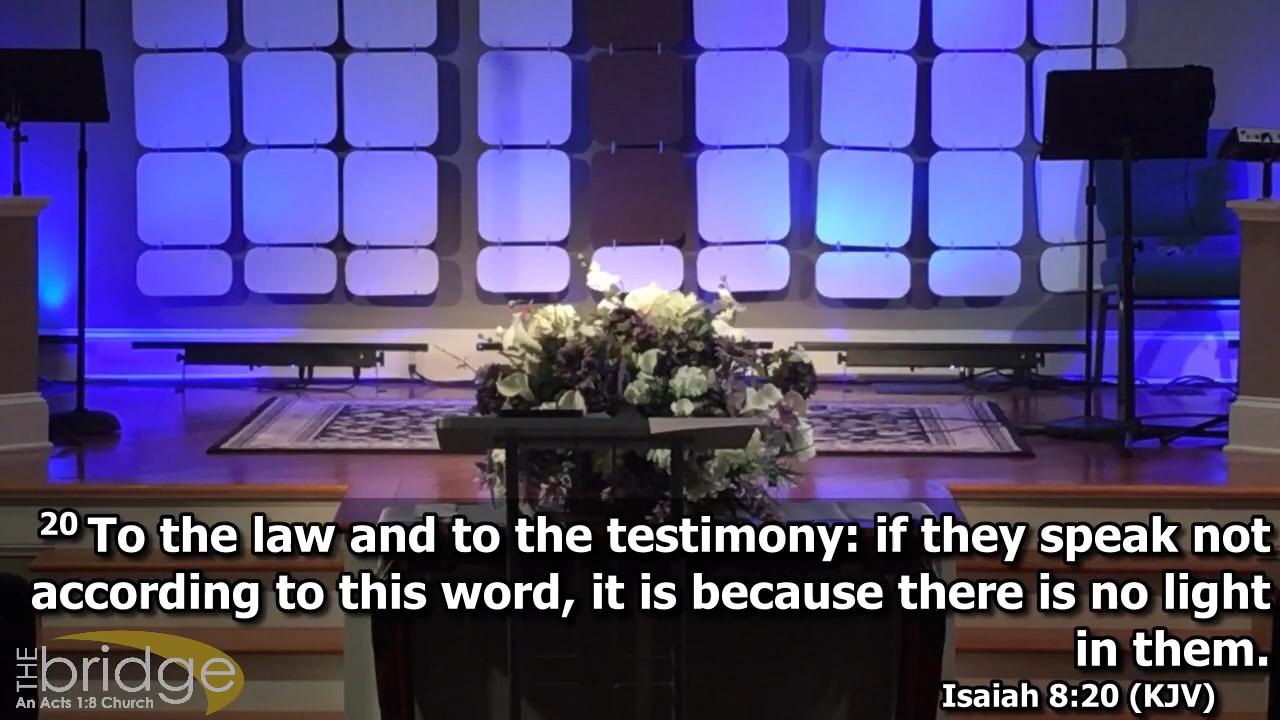 20 To the law and to the testimony: if they speak not
according to this word, it is because there is no light
in them.
Isaiah 8:20 (KJV)
THE bridge
An Acts 1:8 Church